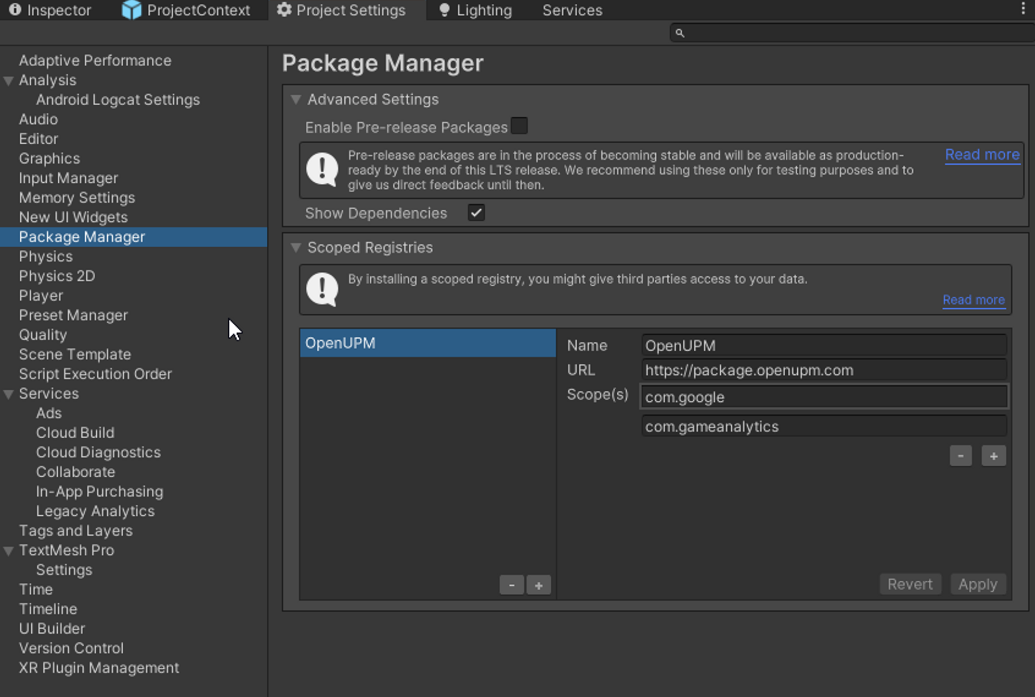 Inspector ProjectContext Project Settings Lighting Services
Adaptive Performance
Analysis
Android Logcat Settings
Audio
Editor
Graphics
Input Manager
Memory Settings
New UI Widgets
Package Manager
Physics
Physics 2D
Player
Preset Manager
Quality
Scene Template
Script Execution Order
Services
Ads
Cloud Build
Cloud Diagnostics
Collaborate
In-App Purchasing
Legacy Analytics
Tags and Layers
TextMesh Pro
Settings
Time
Timeline
UI Builder
Version Control
XR Plugin Management
Package Manager
Advanced Settings
Enable Pre-release Packages
Pre-release packages are in the process of becoming stable and will be available as production-
ready by the end of this LTS release. We recommend using these only for testing purposes and to
give us direct feedback until then.
Read more
Show Dependencies
Scoped Registries
By installing a scoped registry, you might give third parties access to your data.
Read more
OpenUPM
- +
Name OpenUPM
URL https://package.openupm.com
Scope(s) com.google
com.gameanalytics
- +
Revert Apply